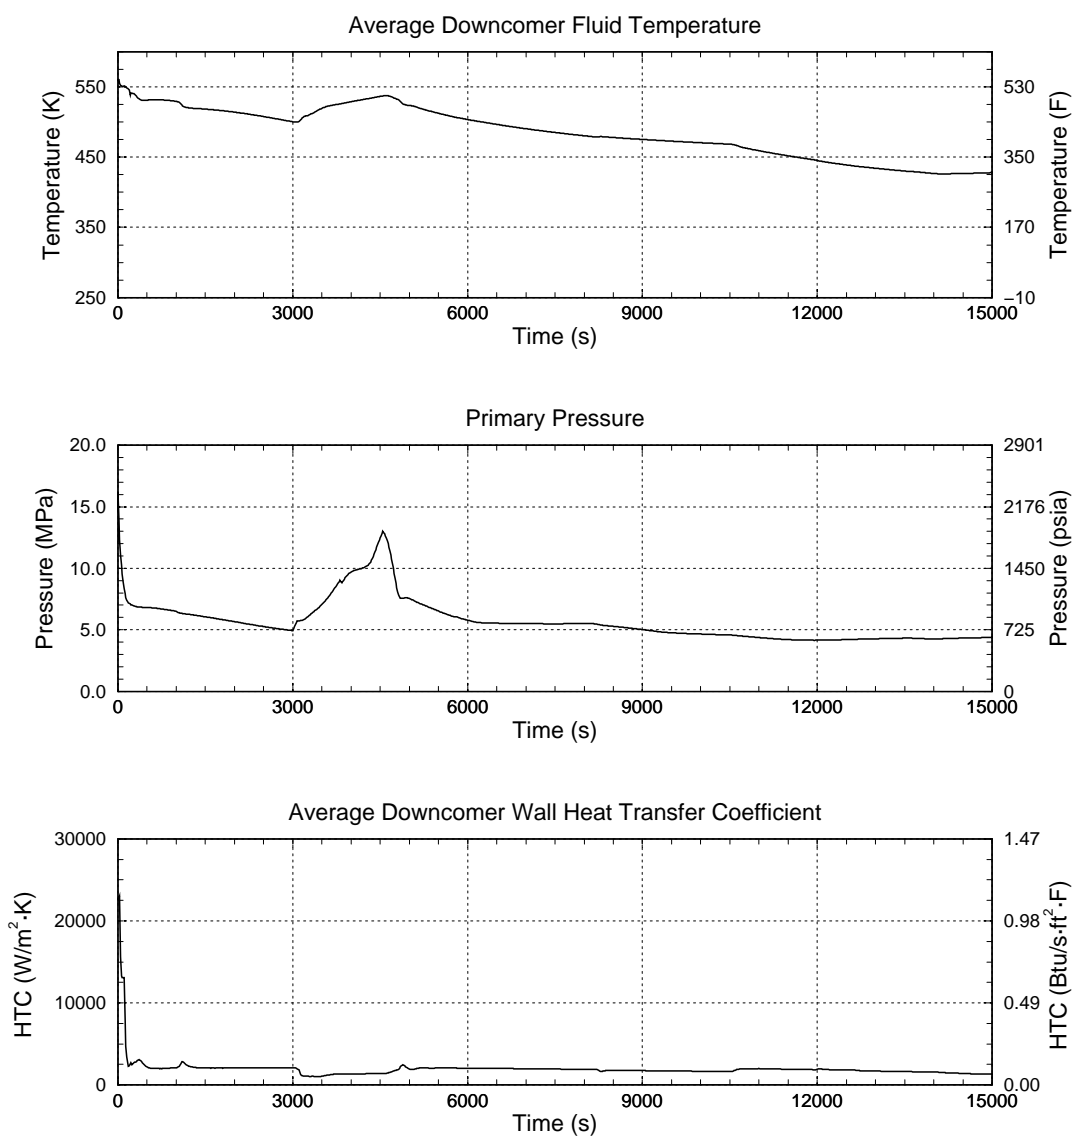 Average Downcomer Fluid Temperature
550
450
350
250
Temperature (K)
530
350
170
−10
Temperature (F)
0 3000 6000 9000 12000 15000
Time (s)
Primary Pressure
20.0
15.0
10.0
5.0
0.0
Pressure (MPa)
2901
2176
1450
725
0
Pressure (psia)
0 3000 6000 9000 12000 15000
Time (s)
Average Downcomer Wall Heat Transfer Coefficient
30000
20000
10000
0
HTC (W/m²·K)
1.47
0.98
0.49
0.00
HTC (Btu/s·ft²·F)
0 3000 6000 9000 12000 15000
Time (s)